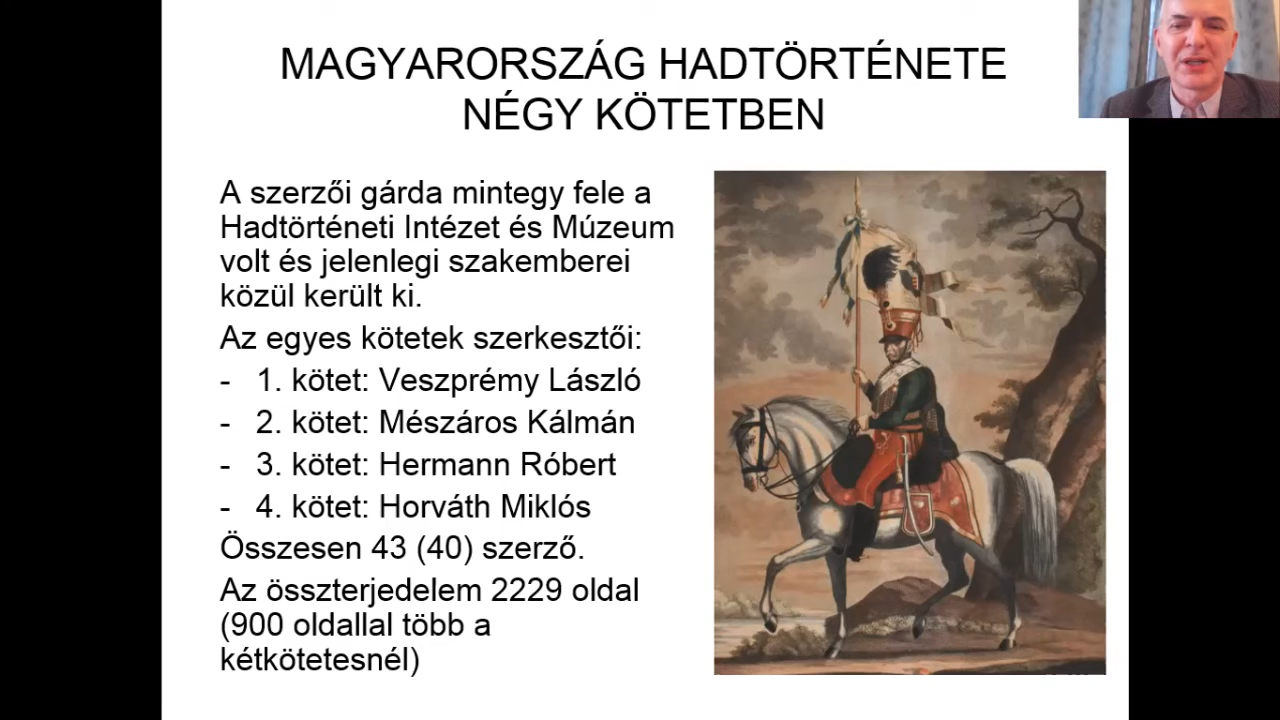 MAGYARORSZÁG HADTÖRTÉNETE
NÉGY KÖTETBEN
A szerzői gárda mintegy fele a
Hadtörténeti Intézet és Múzeum
volt és jelenlegi szakemberei
közül került ki.
Az egyes kötetek szerkesztői:
- 1. kötet: Veszprémy László
- 2. kötet: Mészáros Kálmán
- 3. kötet: Hermann Róbert
- 4. kötet: Horváth Miklós
Összesen 43 (40) szerző.
Az összterjedelem 2229 oldal
(900 oldallal több a
kétkötetesnél)